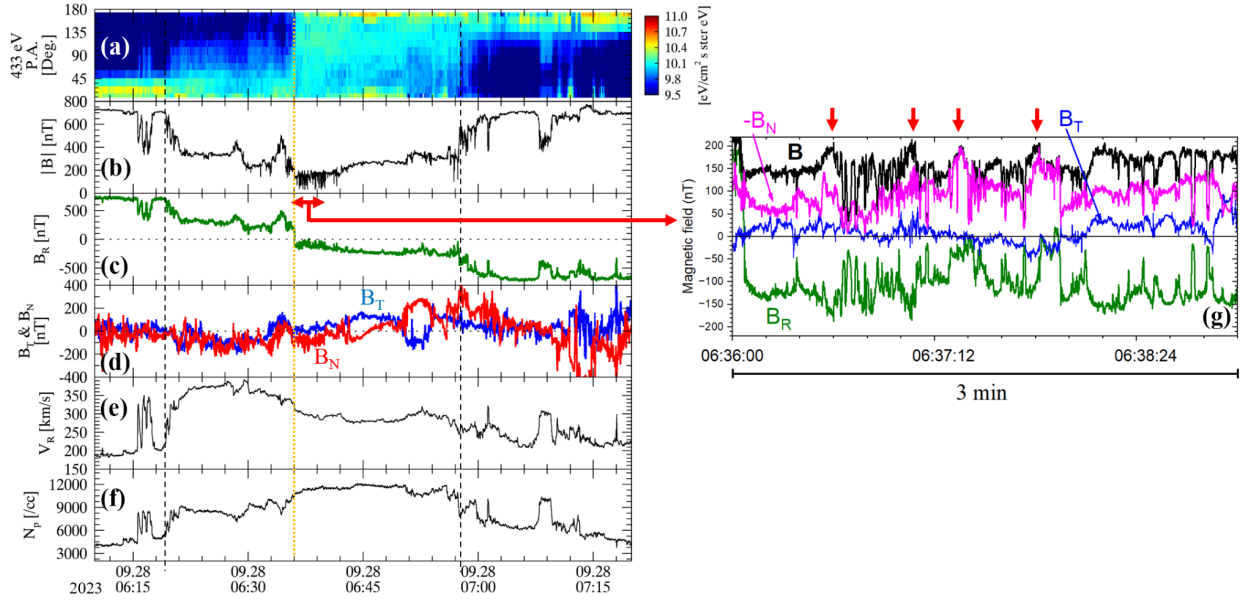 433 eV
P.A.
[Deg.]
180
135
90
45
(a)
11.0
10.7
10.4
10.1
9.8
9.5
[eV/cm² s ster eV]
|B| [nT]
800
600
400
200
0
(b)
B_R [nT]
500
0
-500
(c)
B_T & B_N
[nT]
400
200
0
-200
-400
(d)
B_T
B_N
V_R [km/s]
350
300
250
200
150
(e)
N_p [/cc]
12000
9000
6000
3000
(f)
09.28 09.28 09.28 09.28 09.28
2023 06:15 06:30 06:45 07:00 07:15
Magnetic field (nT)
200
150
100
50
0
−50
−100
−150
−200
-B_N
B
B_T
B_R
(g)
06:36:00 06:37:12 06:38:24
3 min